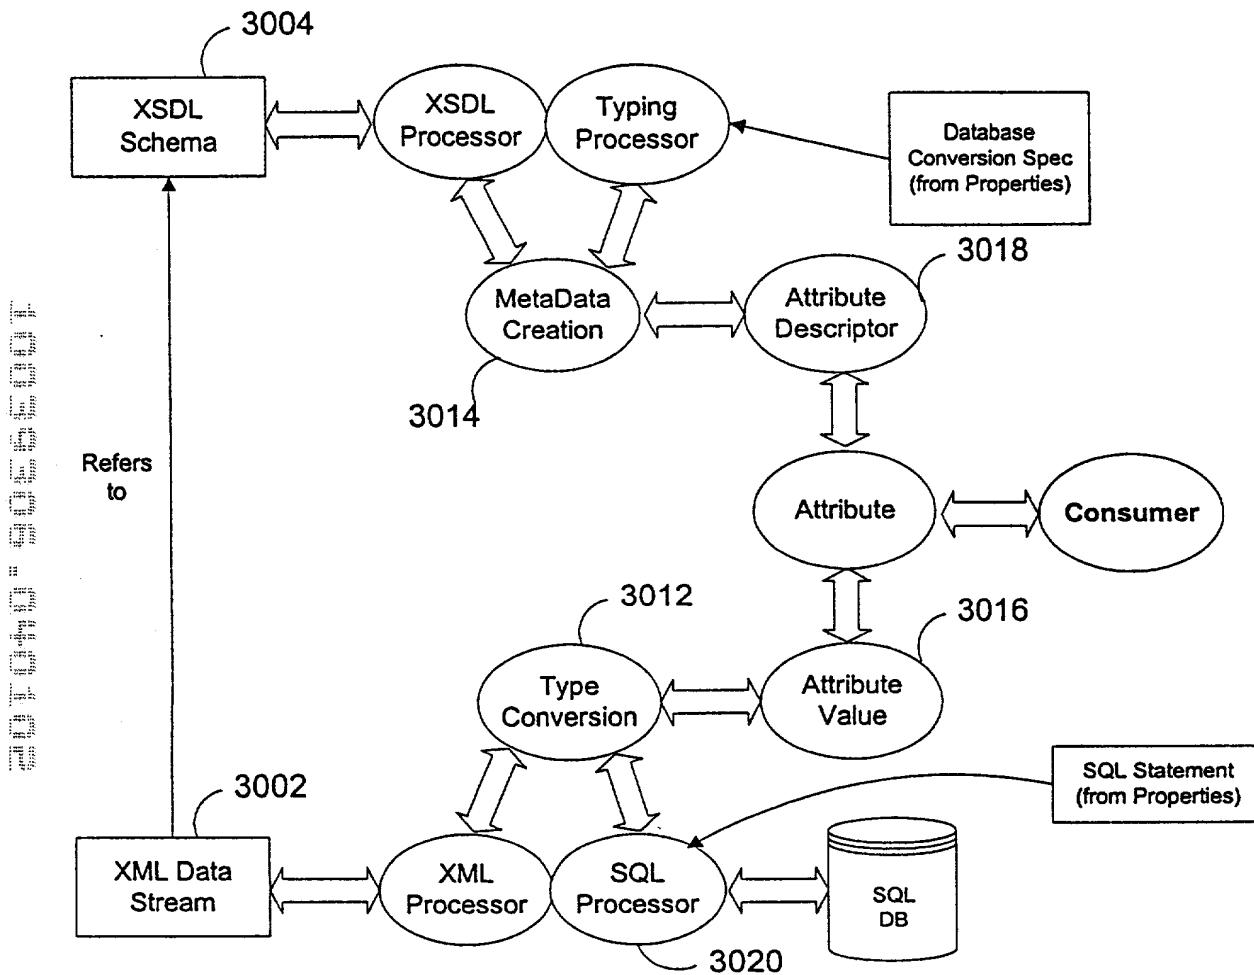 3004
XSDL
Schema
XSDL
Processor
Typing
Processor
Database
Conversion Spec
(from Properties)
3018
MetaData
Creation
Attribute
Descriptor
3014
Refers
to
Attribute
Consumer
3012
3016
Type
Conversion
Attribute
Value
3002
SQL Statement
(from Properties)
XML Data
Stream
XML
Processor
SQL
Processor
SQL
DB
3020